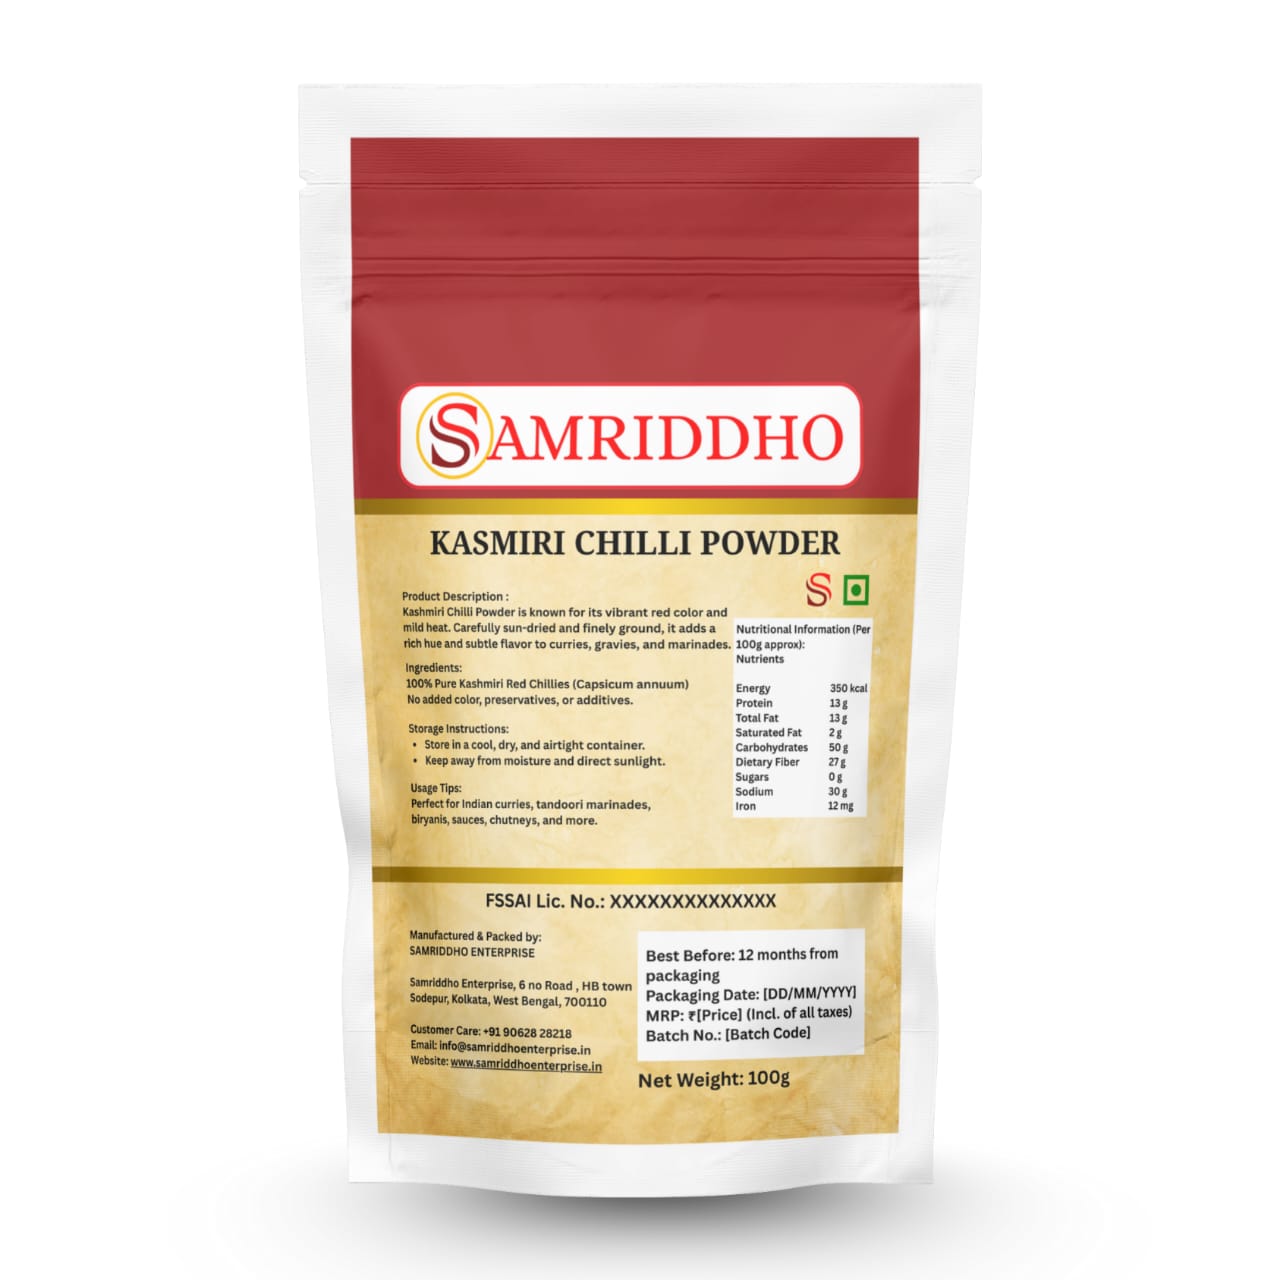 SAMRIDDHO
KASMIRI CHILLI POWDER
Product Description :
Kashmiri Chilli Powder is known for its vibrant red color and
mild heat. Carefully sun-dried and finely ground, it adds a
rich hue and subtle flavor to curries, gravies, and marinades.
Ingredients:
100% Pure Kashmiri Red Chillies (Capsicum annuum)
No added color, preservatives, or additives.
Storage Instructions:
• Store in a cool, dry, and airtight container.
• Keep away from moisture and direct sunlight.
Usage Tips:
Perfect for Indian curries, tandoori marinades,
biryanis, sauces, chutneys, and more.
S
Nutritional Information (Per
100g approx):
Nutrients
Energy 350 kcal
Protein 13 g
Total Fat 13 g
Saturated Fat 2 g
Carbohydrates 50 g
Dietary Fiber 27 g
Sugars 0 g
Sodium 30 g
Iron 12 mg
FSSAI Lic. No.: XXXXXXXXXXXXXX
Manufactured & Packed by:
SAMRIDDHO ENTERPRISE
Samriddho Enterprise, 6 no Road , HB town
Sodepur, Kolkata, West Bengal, 700110
Customer Care: +91 90628 28218
Email: info@samriddhoenterprise.in
Website: www.samriddhoenterprise.in
Best Before: 12 months from
packaging
Packaging Date: [DD/MM/YYYY]
MRP: ₹[Price] (Incl. of all taxes)
Batch No.: [Batch Code]
Net Weight: 100g